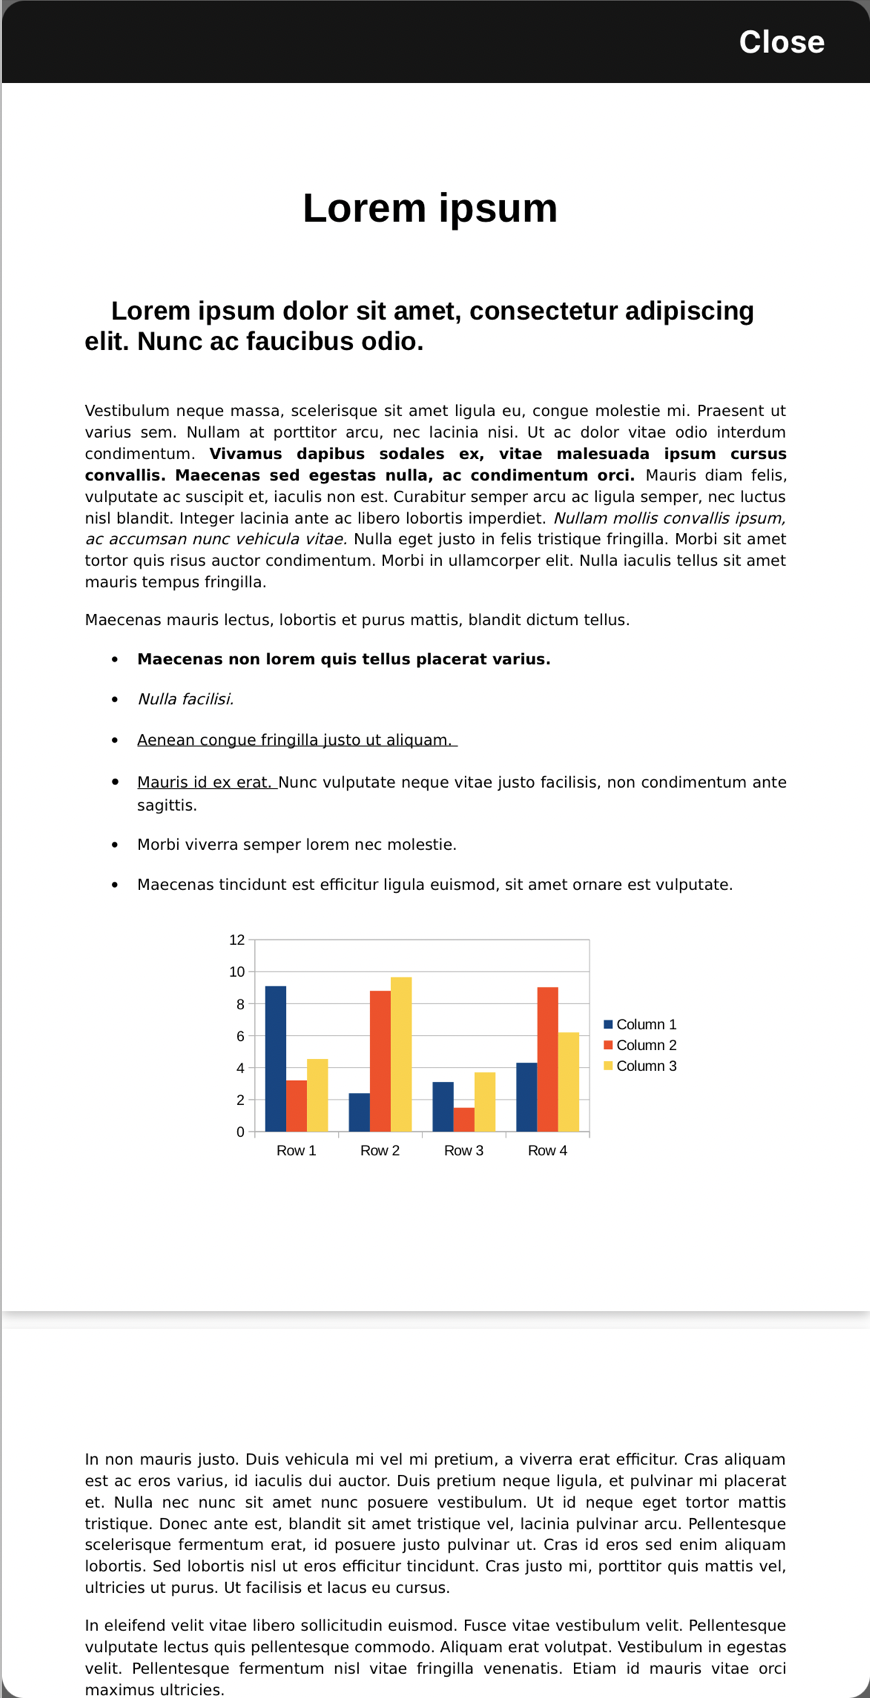 Close
Lorem ipsum
Lorem ipsum dolor sit amet, consectetur adipiscing
elit. Nunc ac faucibus odio.
Vestibulum neque massa, scelerisque sit amet ligula eu, congue molestie mi. Praesent ut
varius sem. Nullam at porttitor arcu, nec lacinia nisi. Ut ac dolor vitae odio interdum
condimentum. Vivamus dapibus sodales ex, vitae malesuada ipsum cursus
convallis. Maecenas sed egestas nulla, ac condimentum orci. Mauris diam felis,
vulputate ac suscipit et, iaculis non est. Curabitur semper arcu ac ligula semper, nec luctus
nisl blandit. Integer lacinia ante ac libero lobortis imperdiet. Nullam mollis convallis ipsum,
ac accumsan nunc vehicula vitae. Nulla eget justo in felis tristique fringilla. Morbi sit amet
tortor quis risus auctor condimentum. Morbi in ullamcorper elit. Nulla iaculis tellus sit amet
mauris tempus fringilla.
Maecenas mauris lectus, lobortis et purus mattis, blandit dictum tellus.
• Maecenas non lorem quis tellus placerat varius.
• Nulla facilisi.
• Aenean congue fringilla justo ut aliquam.
• Mauris id ex erat. Nunc vulputate neque vitae justo facilisis, non condimentum ante
sagittis.
• Morbi viverra semper lorem nec molestie.
• Maecenas tincidunt est efficitur ligula euismod, sit amet ornare est vulputate.
12
10
8
6
4
2
0
Row 1 Row 2 Row 3 Row 4
Column 1
Column 2
Column 3
In non mauris justo. Duis vehicula mi vel mi pretium, a viverra erat efficitur. Cras aliquam
est ac eros varius, id iaculis dui auctor. Duis pretium neque ligula, et pulvinar mi placerat
et. Nulla nec nunc sit amet nunc posuere vestibulum. Ut id neque eget tortor mattis
tristique. Donec ante est, blandit sit amet tristique vel, lacinia pulvinar arcu. Pellentesque
scelerisque fermentum erat, id posuere justo pulvinar ut. Cras id eros sed enim aliquam
lobortis. Sed lobortis nisl ut eros efficitur tincidunt. Cras justo mi, porttitor quis mattis vel,
ultricies ut purus. Ut facilisis et lacus eu cursus.
In eleifend velit vitae libero sollicitudin euismod. Fusce vitae vestibulum velit. Pellentesque
vulputate lectus quis pellentesque commodo. Aliquam erat volutpat. Vestibulum in egestas
velit. Pellentesque fermentum nisl vitae fringilla venenatis. Etiam id mauris vitae orci
maximus ultricies.